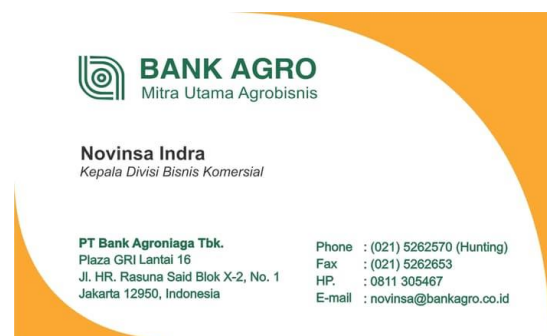 BANK AGRO
Mitra Utama Agrobisnis
Novinsa Indra
Kepala Divisi Bisnis Komersial
PT Bank Agroniaga Tbk.
Plaza GRI Lantai 16
Jl. HR. Rasuna Said Blok X-2, No. 1
Jakarta 12950, Indonesia
Phone : (021) 5262570 (Hunting)
Fax : (021) 5262653
HP. : 0811 305467
E-mail : novinsa@bankagro.co.id